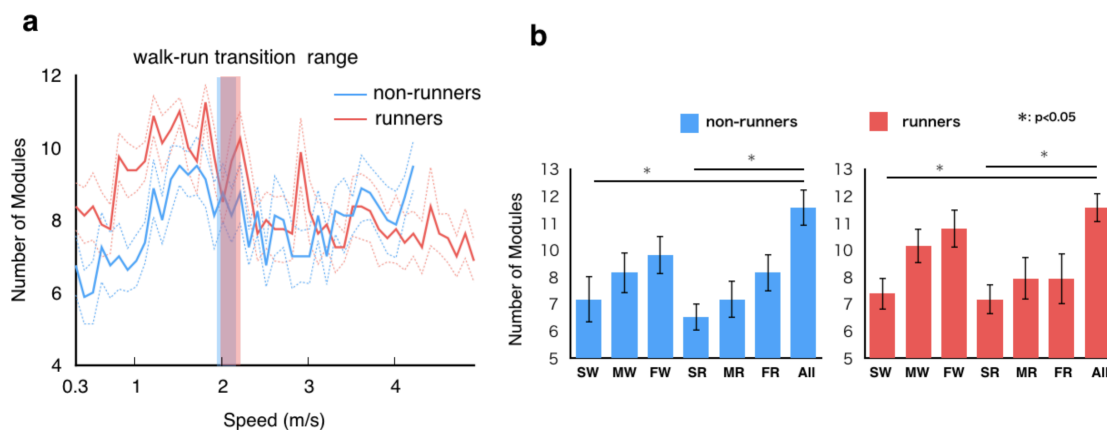 a
walk-run transition range
non-runners
runners
Number of Modules
12
10
8
6
4
0.3
1
2
3
4
Speed (m/s)
b
non-runners
runners
*: p<0.05
Number of Modules
13
12
11
10
8
7
6
5
*
*
SW MW FW SR MR FR All
13
12
11
10
8
7
6
5
*
*
SW MW FW SR MR FR All